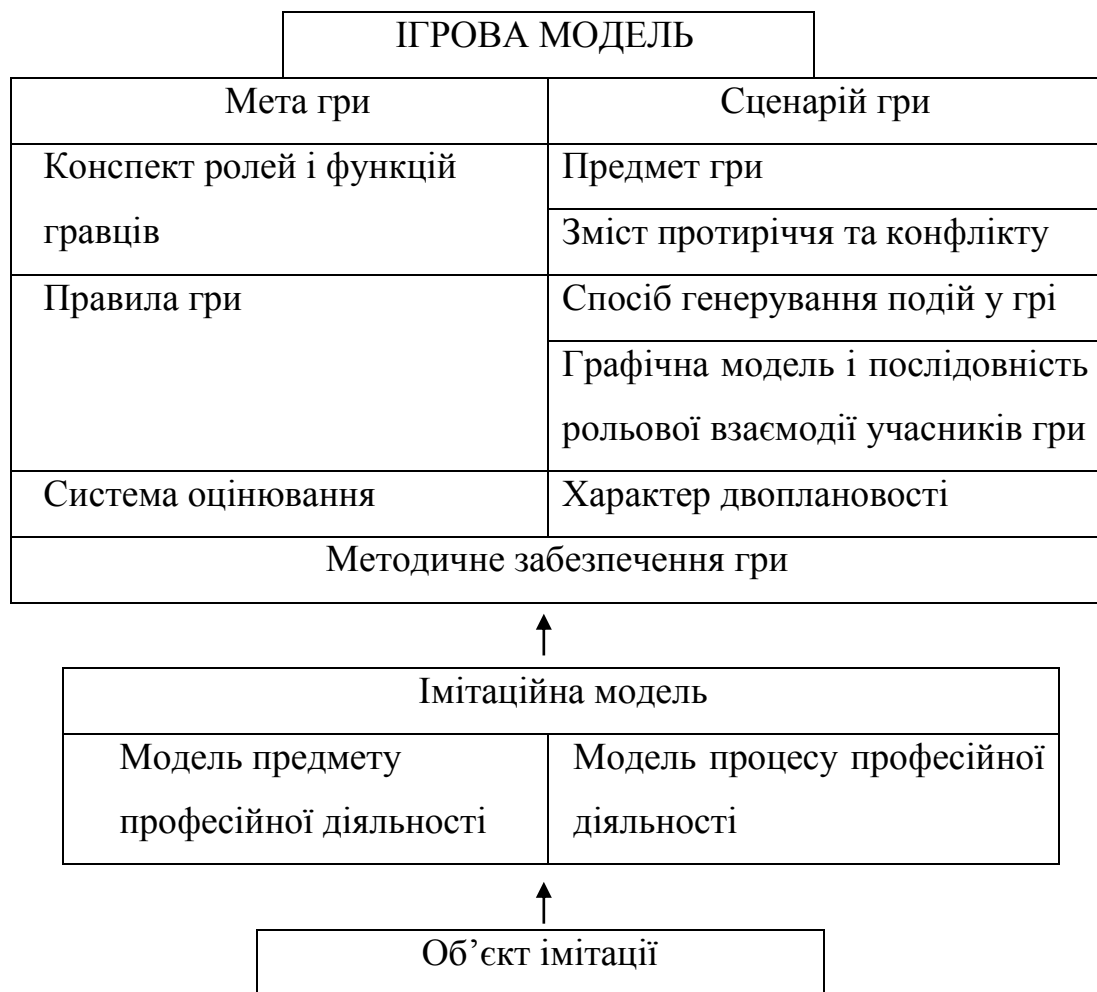 ІГРОВА МОДЕЛЬ
Мета гри
Сценарій гри
Конспект ролей і функцій
гравців
Предмет гри
Зміст протиріччя та конфлікту
Правила гри
Спосіб генерування подій у грі
Графічна модель і послідовність
рольової взаємодії учасників гри
Система оцінювання
Характер двоплановості
Методичне забезпечення гри
Імітаційна модель
Модель предмету
професійної діяльності
Модель процесу професійної
діяльності
Об’єкт імітації